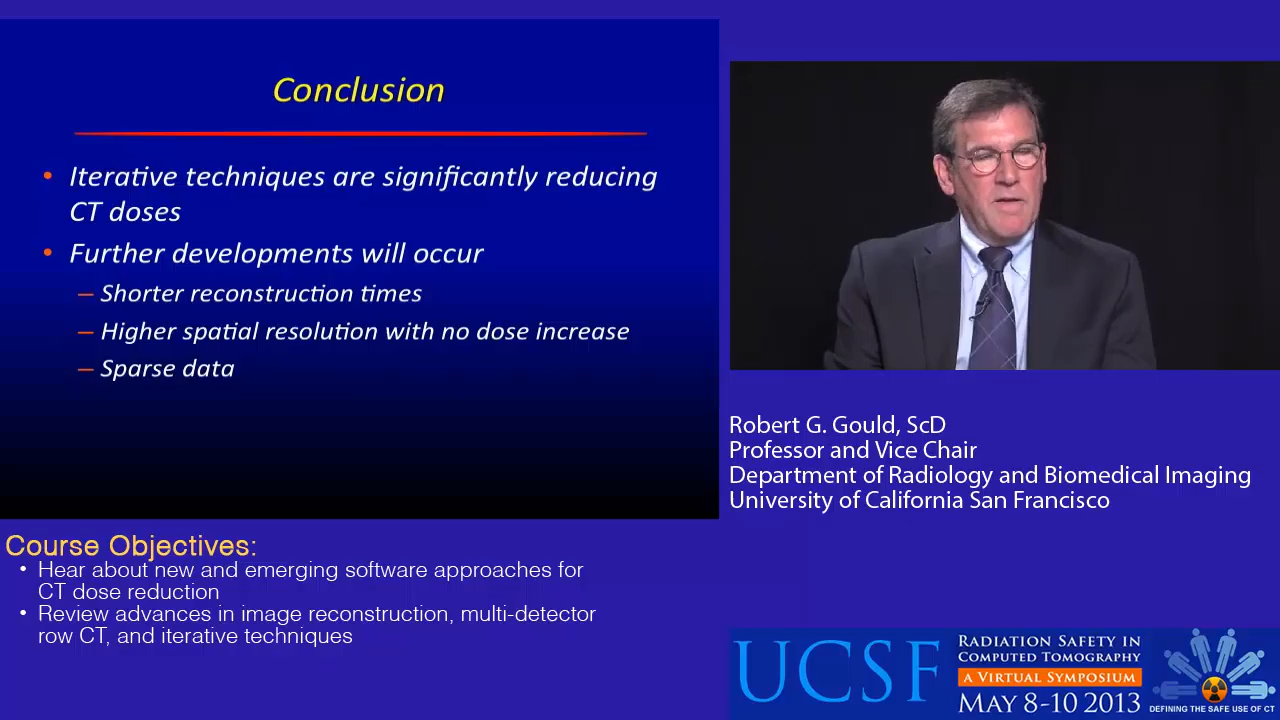 Conclusion
• Iterative techniques are significantly reducing
CT doses
• Further developments will occur
– Shorter reconstruction times
– Higher spatial resolution with no dose increase
– Sparse data
Robert G. Gould, ScD
Professor and Vice Chair
Department of Radiology and Biomedical Imaging
University of California San Francisco
Course Objectives:
• Hear about new and emerging software approaches for
CT dose reduction
• Review advances in image reconstruction, multi-detector
row CT, and iterative techniques
UCSF
Radiation Safety in
Computed Tomography
a Virtual Symposium
May 8-10 2013
DEFINING THE SAFE USE OF CT